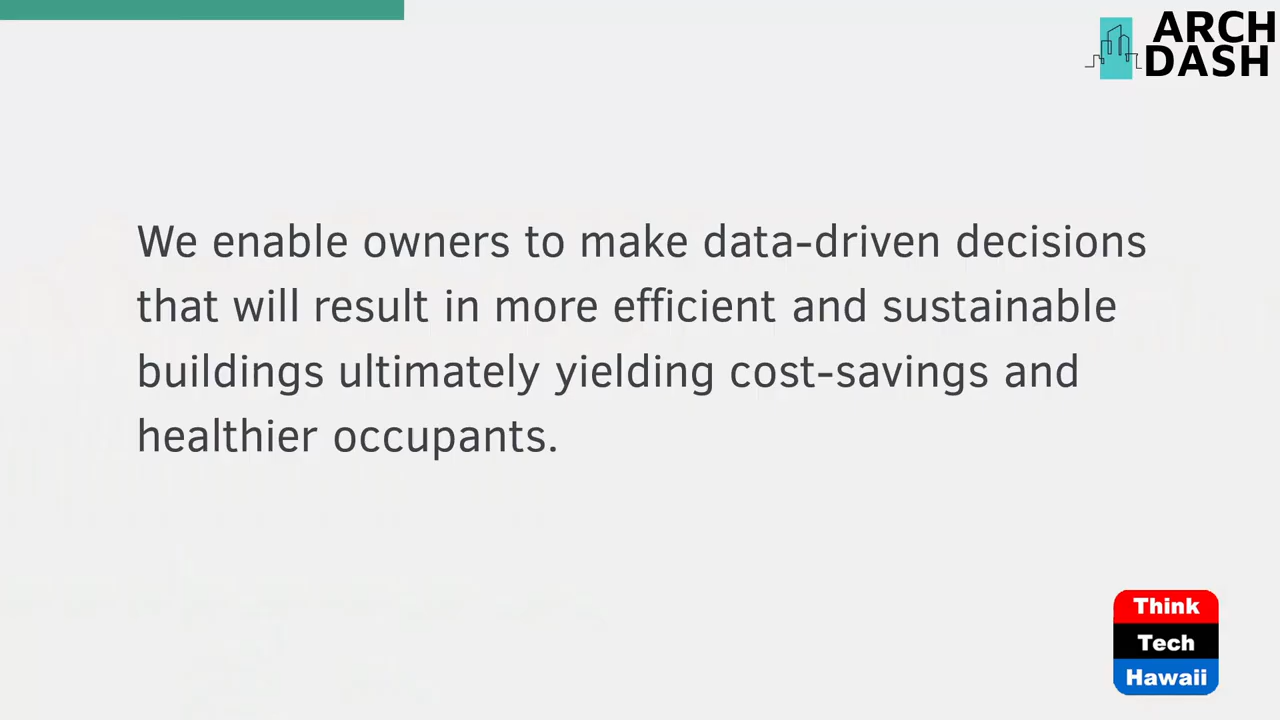 ARCH
DASH
We enable owners to make data-driven decisions
that will result in more efficient and sustainable
buildings ultimately yielding cost-savings and
healthier occupants.
Think
Tech
Hawaii